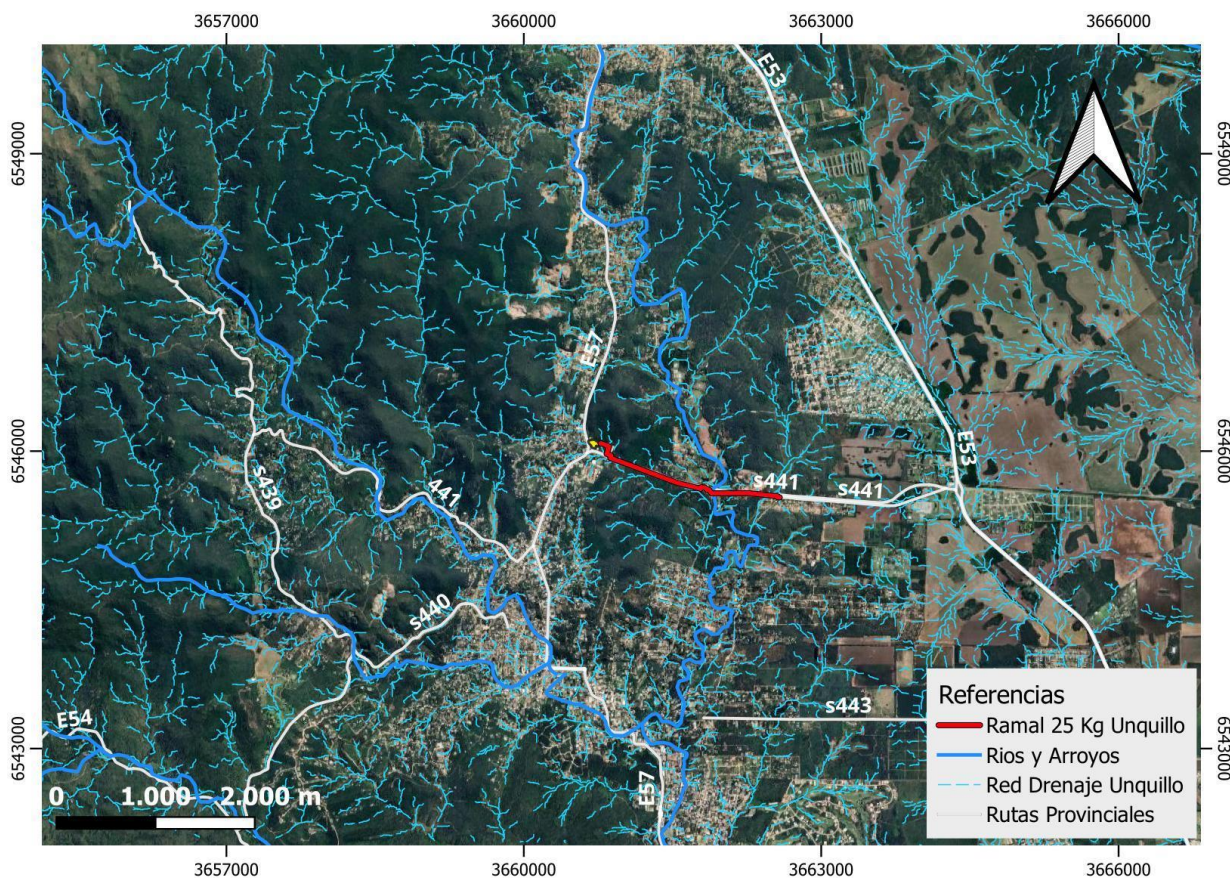 3657000 3660000 3663000 3666000
E53
6549000 6549000
E57
6546000 6546000
E53
s441
s441
s439
441
s440
s443
E54
E57
6543000 6543000
0 1.000 2.000 m
Referencias
Ramal 25 Kg Unquillo
Rios y Arroyos
Red Drenaje Unquillo
Rutas Provinciales
3657000 3660000 3663000 3666000